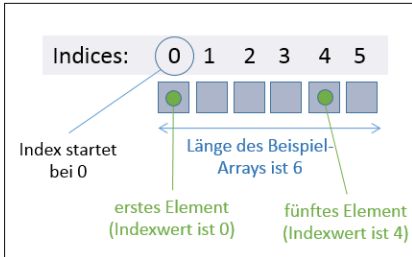 Indices: 0 1 2 3 4 5
Index startet
bei 0
Länge des Beispiel-
Arrays ist 6
erstes Element
(Indexwert ist 0)
fünftes Element
(Indexwert ist 4)